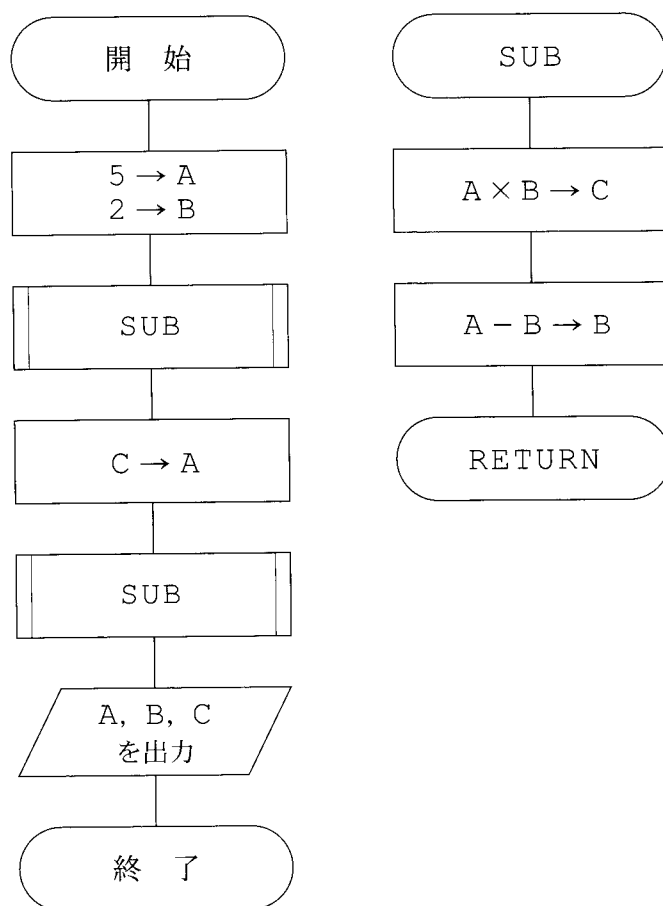 開 始
5 → A
2 → B
SUB
C → A
SUB
A, B, C
を出力
終 了
SUB
A × B → C
A − B → B
RETURN